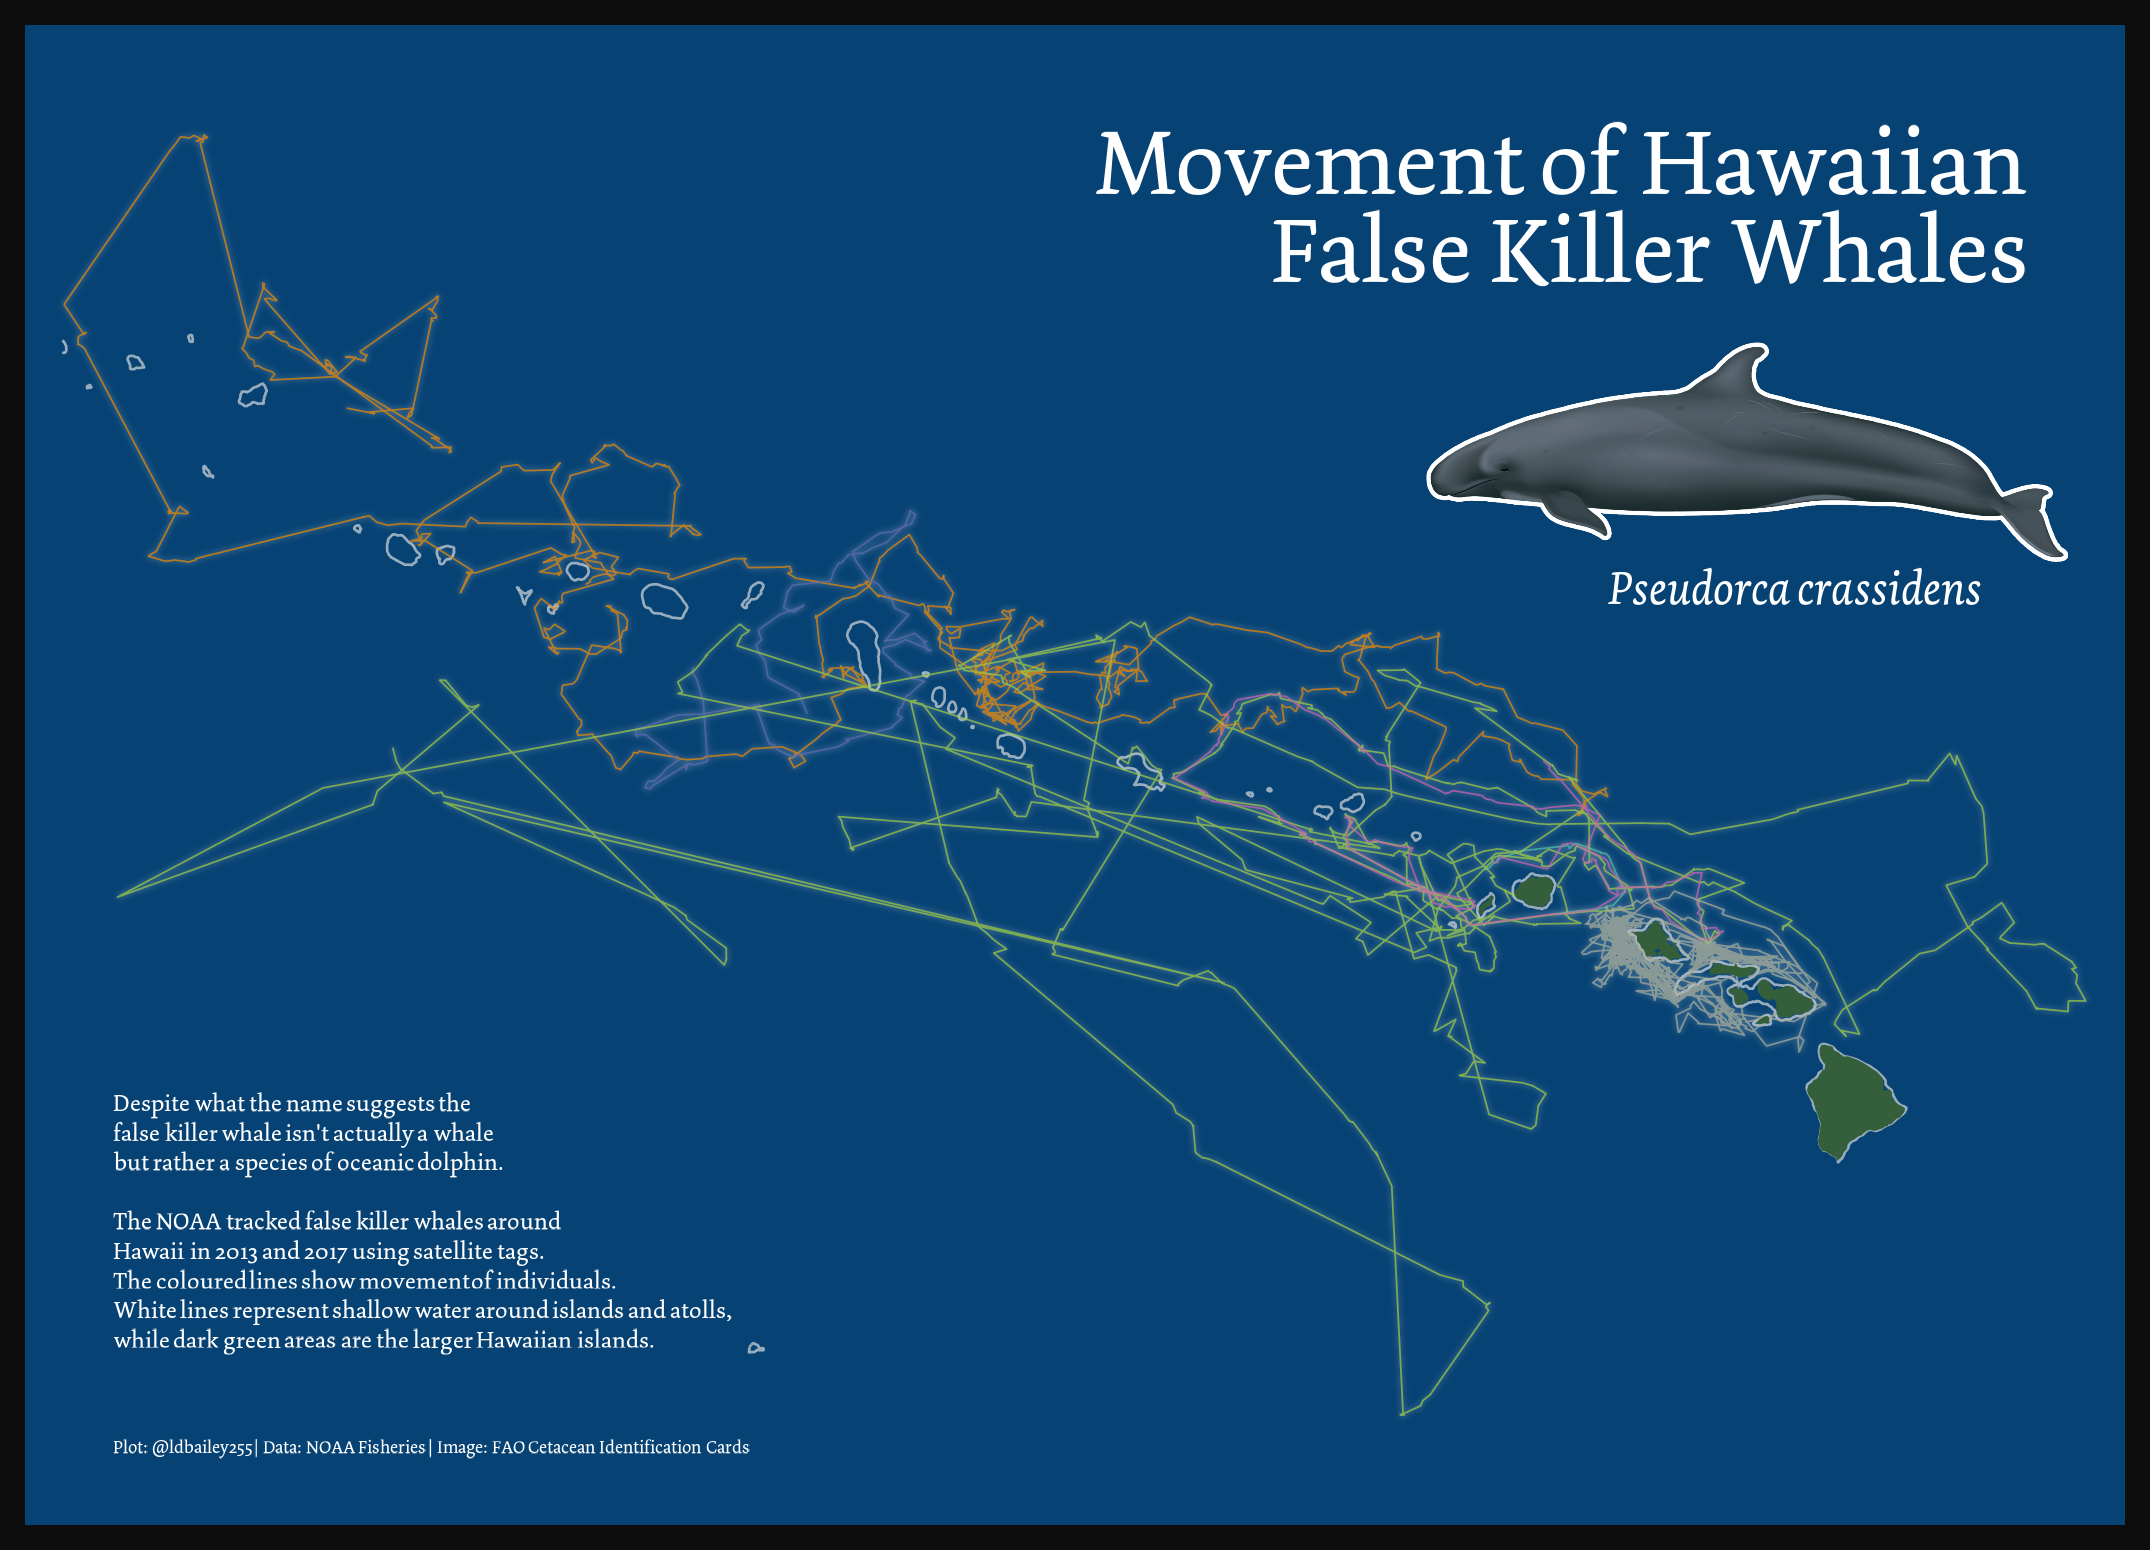 Movement of Hawaiian
False Killer Whales
Pseudorca crassidens
Despite what the name suggests the
false killer whale isn't actually a whale
but rather a species of oceanic dolphin.
The NOAA tracked false killer whales around
Hawaii in 2013 and 2017 using satellite tags.
The coloured lines show movement of individuals.
White lines represent shallow water around islands and atolls,
while dark green areas are the larger Hawaiian islands.
Plot: @ldbailey255| Data: NOAA Fisheries| Image: FAO Cetacean Identification Cards